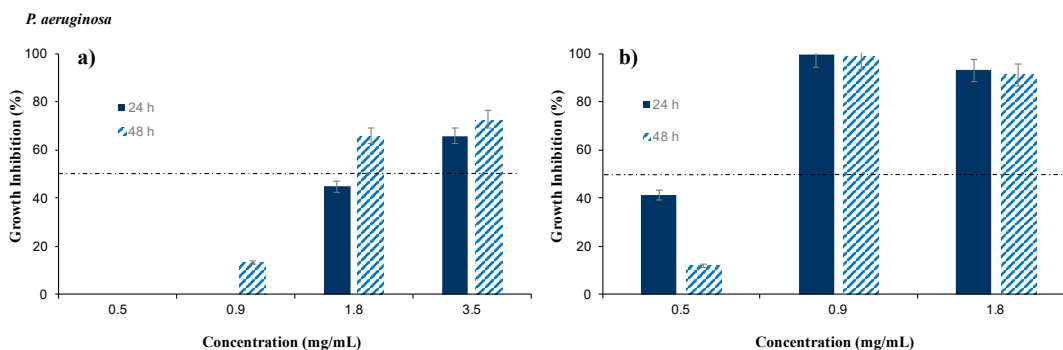 P. aeruginosa
a)
Growth Inhibition (%)
100
80
60
40
20
0
24 h
48 h
0.5 0.9 1.8 3.5
Concentration (mg/mL)
b)
Growth Inhibition (%)
100
80
60
40
20
0
24 h
48 h
0.5 0.9 1.8
Concentration (mg/mL)